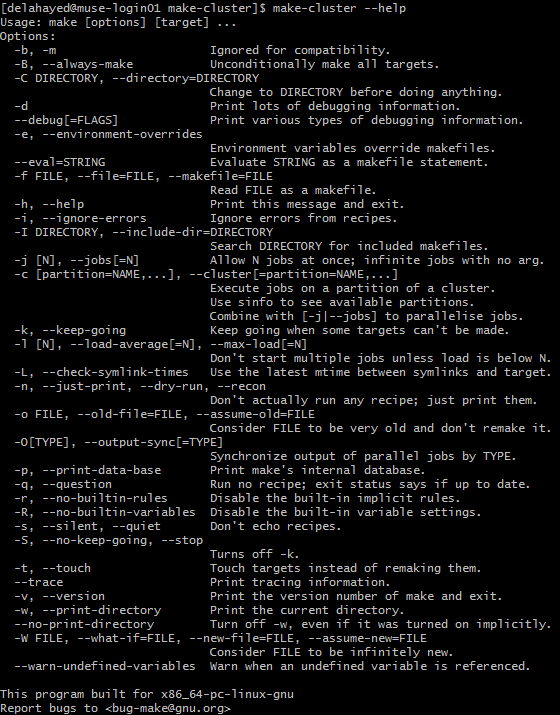 [delahayed@muse-login01 make-cluster]$ make-cluster --help
Usage: make [options] [target] ...
Options:
  -b, -m                      Ignored for compatibility.
  -B, --always-make           Unconditionally make all targets.
  -C DIRECTORY, --directory=DIRECTORY
                              Change to DIRECTORY before doing anything.
  -d                          Print lots of debugging information.
  --debug[=FLAGS]             Print various types of debugging information.
  -e, --environment-overrides
                              Environment variables override makefiles.
  --eval=STRING               Evaluate STRING as a makefile statement.
  -f FILE, --file=FILE, --makefile=FILE
                              Read FILE as a makefile.
  -h, --help                  Print this message and exit.
  -i, --ignore-errors         Ignore errors from recipes.
  -I DIRECTORY, --include-dir=DIRECTORY
                              Search DIRECTORY for included makefiles.
  -j [N], --jobs[=N]          Allow N jobs at once; infinite jobs with no arg.
  -c [partition=NAME,...], --cluster[=partition=NAME,...]
                              Execute jobs on a partition of a cluster.
                              Use sinfo to see available partitions.
                              Combine with [-j|--jobs] to parallelise jobs.
  -k, --keep-going            Keep going when some targets can't be made.
  -l [N], --load-average[=N], --max-load[=N]
                              Don't start multiple jobs unless load is below N.
  -L, --check-symlink-times   Use the latest mtime between symlinks and target.
  -n, --just-print, --dry-run, --recon
                              Don't actually run any recipe; just print them.
  -o FILE, --old-file=FILE, --assume-old=FILE
                              Consider FILE to be very old and don't remake it.
  -O[TYPE], --output-sync[=TYPE]
                              Synchronize output of parallel jobs by TYPE.
  -p, --print-data-base       Print make's internal database.
  -q, --question              Run no recipe; exit status says if up to date.
  -r, --no-builtin-rules      Disable the built-in implicit rules.
  -R, --no-builtin-variables  Disable the built-in variable settings.
  -s, --silent, --quiet       Don't echo recipes.
  -S, --no-keep-going, --stop
                              Turns off -k.
  -t, --touch                 Touch targets instead of remaking them.
  --trace                     Print tracing information.
  -v, --version               Print the version number of make and exit.
  -w, --print-directory       Print the current directory.
  --no-print-directory        Turn off -w, even if it was turned on implicitly.
  -W FILE, --what-if=FILE, --new-file=FILE, --assume-new=FILE
                              Consider FILE to be infinitely new.
  --warn-undefined-variables  Warn when an undefined variable is referenced.

This program built for x86_64-pc-linux-gnu
Report bugs to <bug-make@gnu.org>